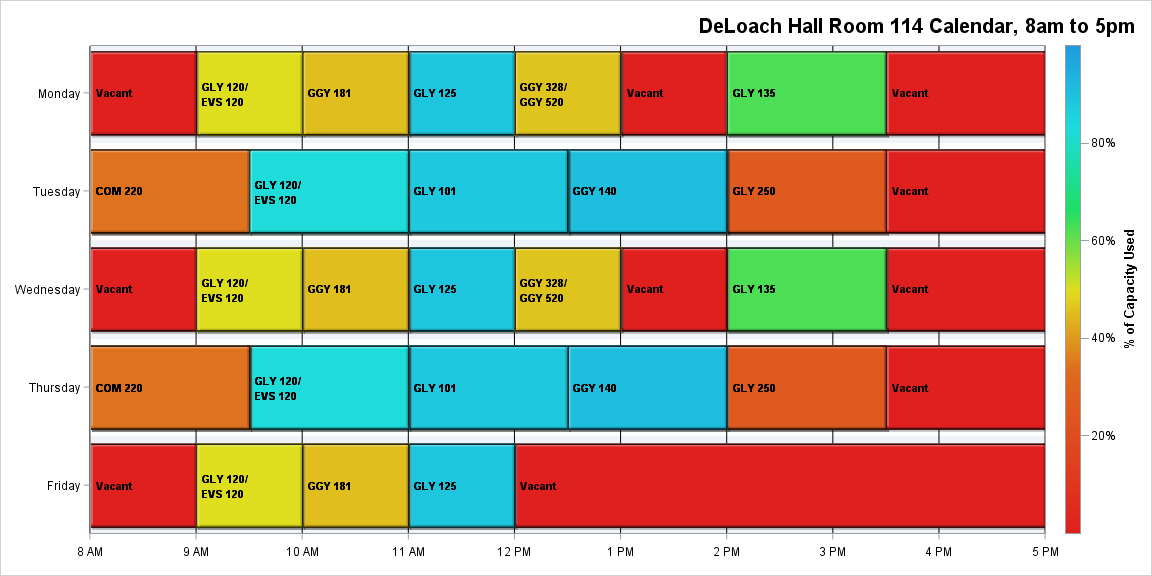 DeLoach Hall Room 114 Calendar, 8am to 5pm
Monday
Vacant
GLY 120/
EVS 120
GGY 181
GLY 125
GGY 328/
GGY 520
Vacant
GLY 135
Vacant
Tuesday
COM 220
GLY 120/
EVS 120
GLY 101
GGY 140
GLY 250
Vacant
Wednesday
Vacant
GLY 120/
EVS 120
GGY 181
GLY 125
GGY 328/
GGY 520
Vacant
GLY 135
Vacant
Thursday
COM 220
GLY 120/
EVS 120
GLY 101
GGY 140
GLY 250
Vacant
Friday
Vacant
GLY 120/
EVS 120
GGY 181
GLY 125
Vacant
8 AM
9 AM
10 AM
11 AM
12 PM
1 PM
2 PM
3 PM
4 PM
5 PM
80%
60%
40%
20%
% of Capacity Used